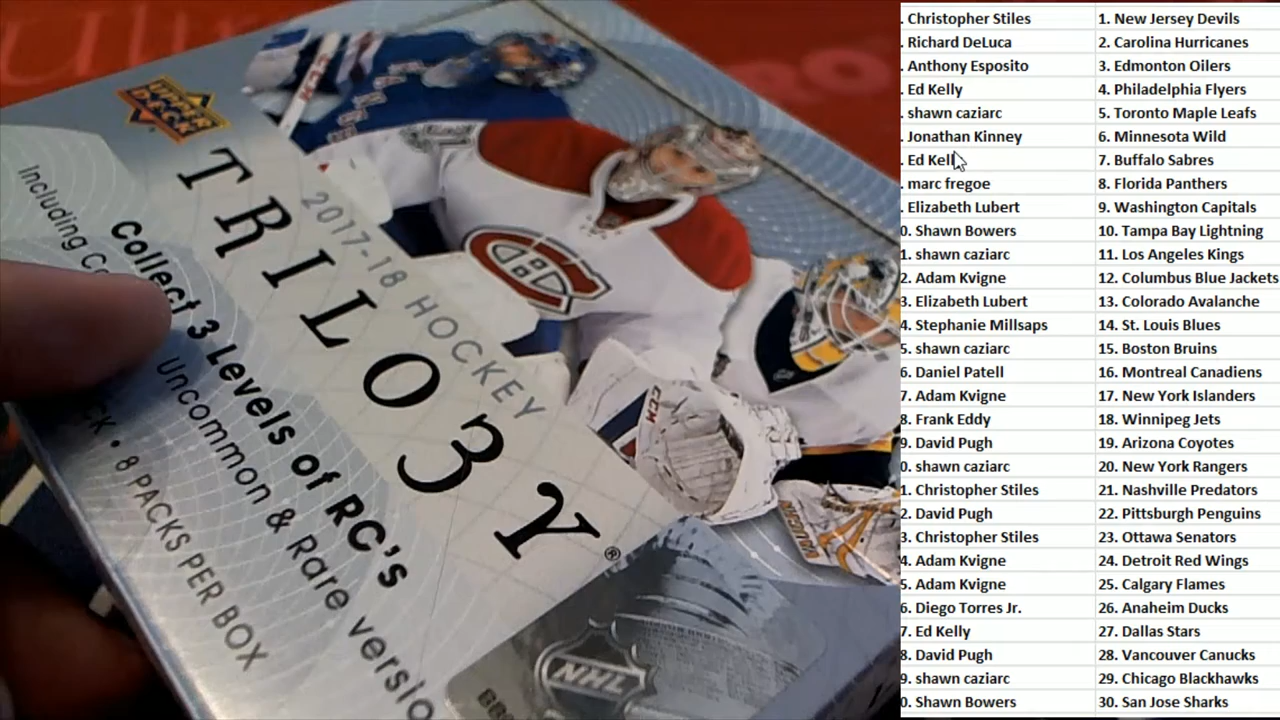 UPPER DECK
TRILO3Y®
2017-18 HOCKEY
Collect 3 Levels of RC's
Uncommon & Rare versio
8 PACKS PER BOX
Including
NHL
CCM
. Christopher Stiles 1. New Jersey Devils
. Richard DeLuca 2. Carolina Hurricanes
. Anthony Esposito 3. Edmonton Oilers
. Ed Kelly 4. Philadelphia Flyers
. shawn caziarc 5. Toronto Maple Leafs
. Jonathan Kinney 6. Minnesota Wild
. Ed Kelly 7. Buffalo Sabres
. marc fregoe 8. Florida Panthers
. Elizabeth Lubert 9. Washington Capitals
0. Shawn Bowers 10. Tampa Bay Lightning
1. shawn caziarc 11. Los Angeles Kings
2. Adam Kvigne 12. Columbus Blue Jackets
3. Elizabeth Lubert 13. Colorado Avalanche
4. Stephanie Millsaps 14. St. Louis Blues
5. shawn caziarc 15. Boston Bruins
6. Daniel Patell 16. Montreal Canadiens
7. Adam Kvigne 17. New York Islanders
8. Frank Eddy 18. Winnipeg Jets
9. David Pugh 19. Arizona Coyotes
0. shawn caziarc 20. New York Rangers
1. Christopher Stiles 21. Nashville Predators
2. David Pugh 22. Pittsburgh Penguins
3. Christopher Stiles 23. Ottawa Senators
4. Adam Kvigne 24. Detroit Red Wings
5. Adam Kvigne 25. Calgary Flames
6. Diego Torres Jr. 26. Anaheim Ducks
7. Ed Kelly 27. Dallas Stars
8. David Pugh 28. Vancouver Canucks
9. shawn caziarc 29. Chicago Blackhawks
0. Shawn Bowers 30. San Jose Sharks